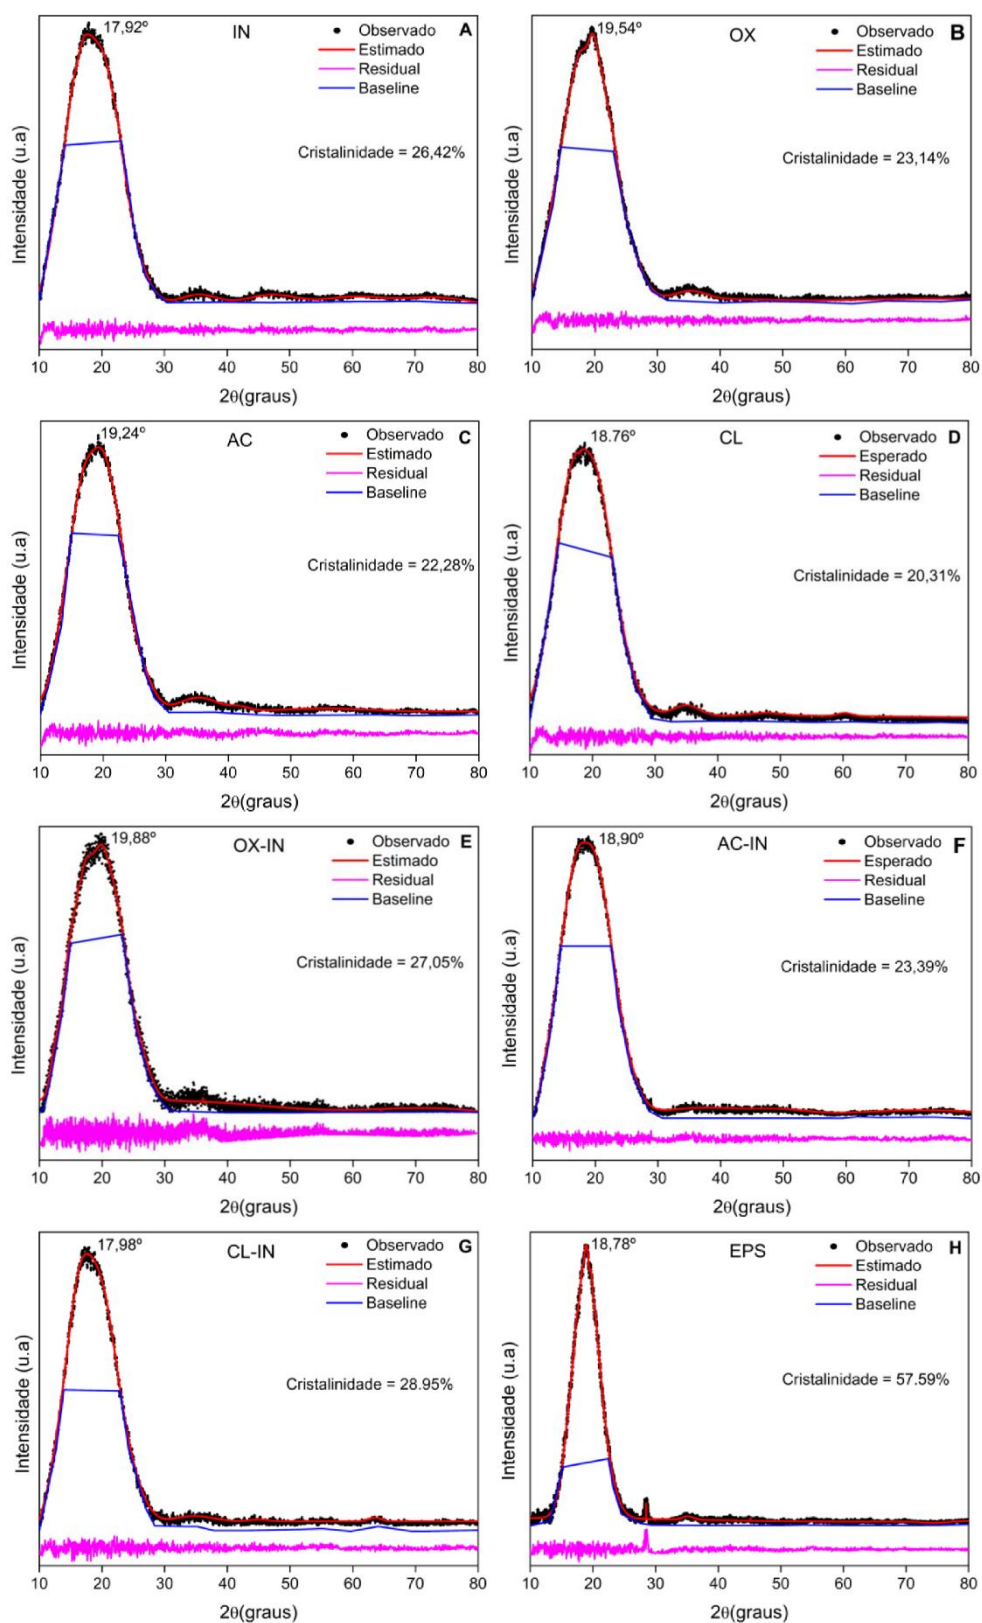 17,92º
IN
A
Observado
Estimado
Residual
Baseline
Cristalinidade = 26,42%
Intensidade (u.a)
10 20 30 40 50 60 70 80
2θ(graus)
19,54º
OX
B
Observado
Estimado
Residual
Baseline
Cristalinidade = 23,14%
Intensidade (u.a)
10 20 30 40 50 60 70 80
2θ(graus)
19,24º
AC
C
Observado
Estimado
Residual
Baseline
Cristalinidade = 22,28%
Intensidade (u.a)
10 20 30 40 50 60 70 80
2θ(graus)
18.76º
CL
D
Observado
Esperado
Residual
Baseline
Cristalinidade = 20,31%
Intensidade (u.a)
10 20 30 40 50 60 70 80
2θ(graus)
19,88º
OX-IN
E
Observado
Estimado
Residual
Baseline
Cristalinidade = 27,05%
Intensidade (u.a)
10 20 30 40 50 60 70 80
2θ(graus)
18,90º
AC-IN
F
Observado
Esperado
Residual
Baseline
Cristalinidade = 23,39%
Intensidade (u.a)
10 20 30 40 50 60 70 80
2θ(graus)
17,98º
CL-IN
G
Observado
Estimado
Residual
Baseline
Cristalinidade = 28.95%
Intensidade (u.a)
10 20 30 40 50 60 70 80
2θ(graus)
18,78º
EPS
H
Observado
Estimado
Residual
Baseline
Cristalinidade = 57.59%
Intensidade (u.a)
10 20 30 40 50 60 70 80
2θ(graus)